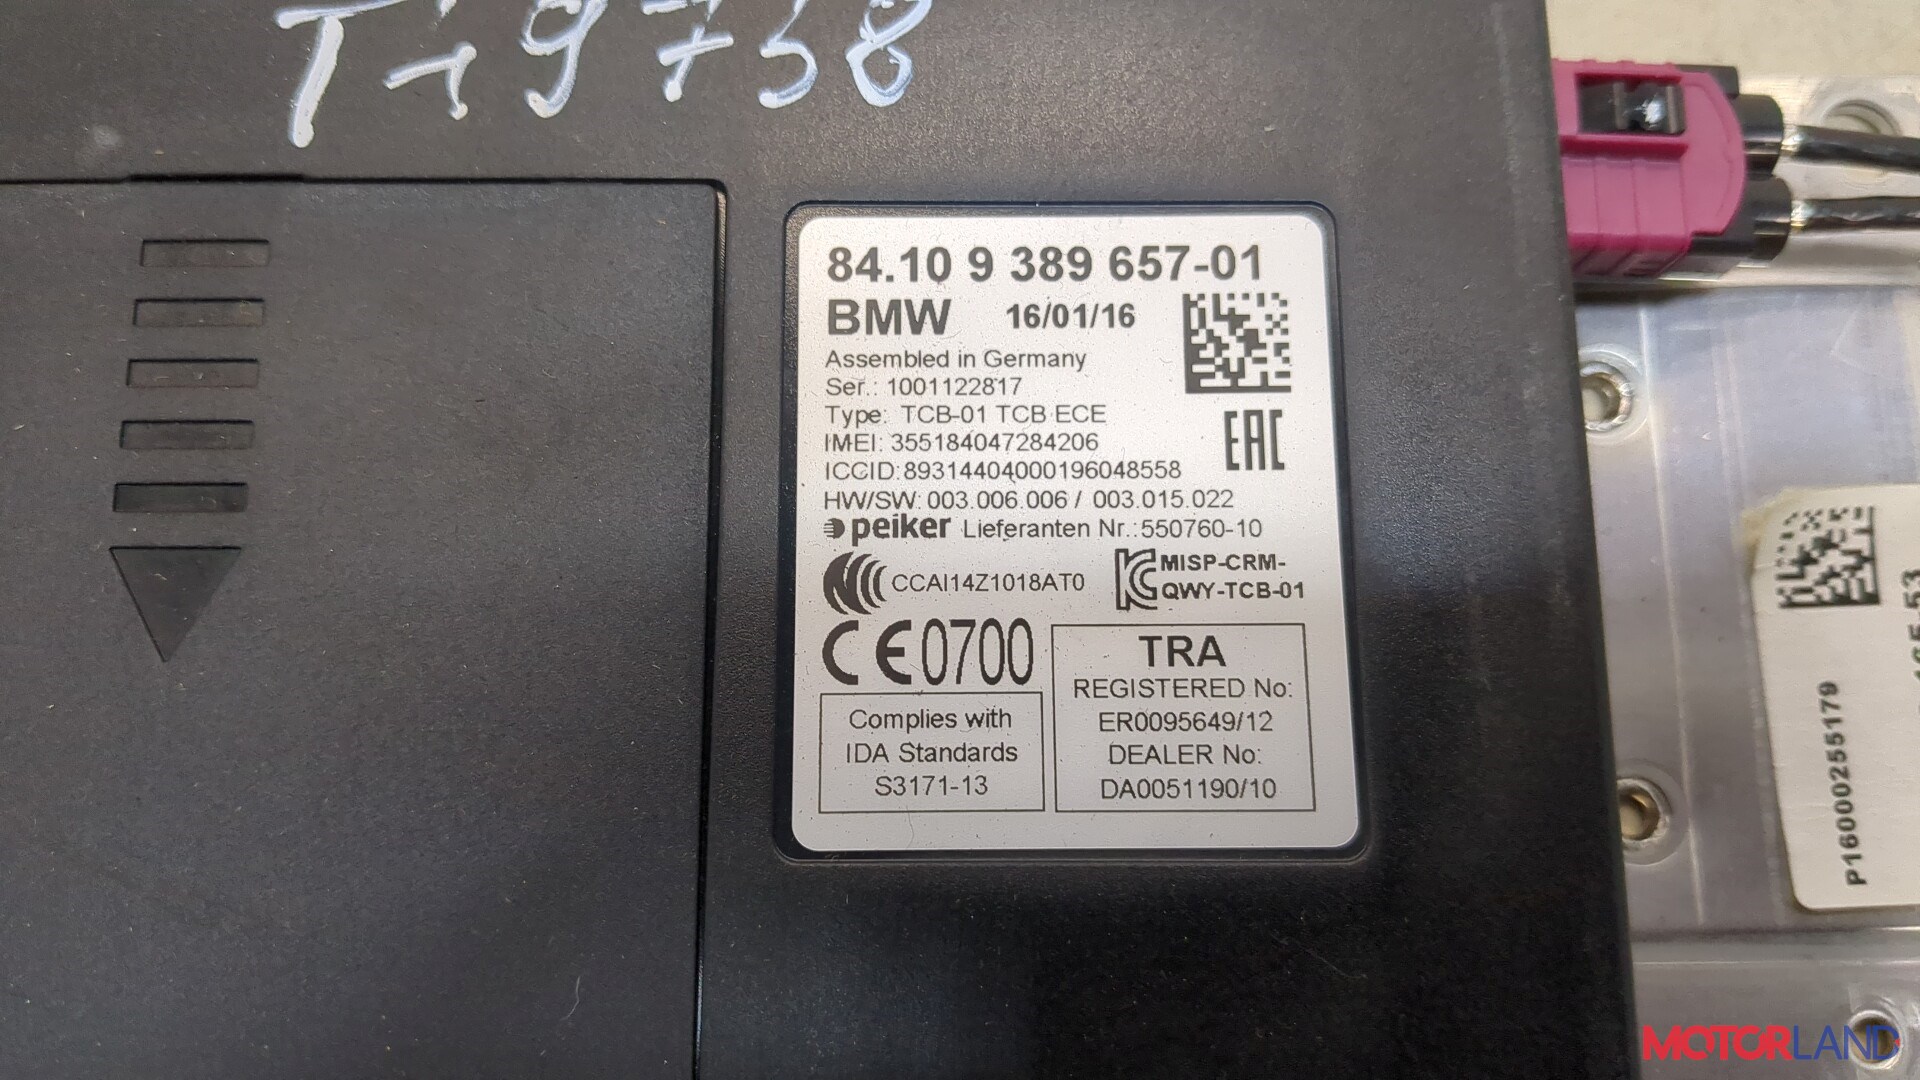 T19738
84.10 9 389 657-01
BMW 16/01/16
Assembled in Germany
Ser.: 1001122817
Type: TCB-01 TCB ECE
IMEI: 355184047284206
ICCID:89314404000196048558
EAC
HW/SW: 003.006.006 / 003.015.022
peiker Lieferanten Nr.:550760-10
CCAI14Z1018AT0
MISP-CRM-
QWY-TCB-01
CE0700
Complies with
IDA Standards
S3171-13
TRA
REGISTERED No:
ER0095649/12
DEALER No:
DA0051190/10
P16000255179
MOTORLAND